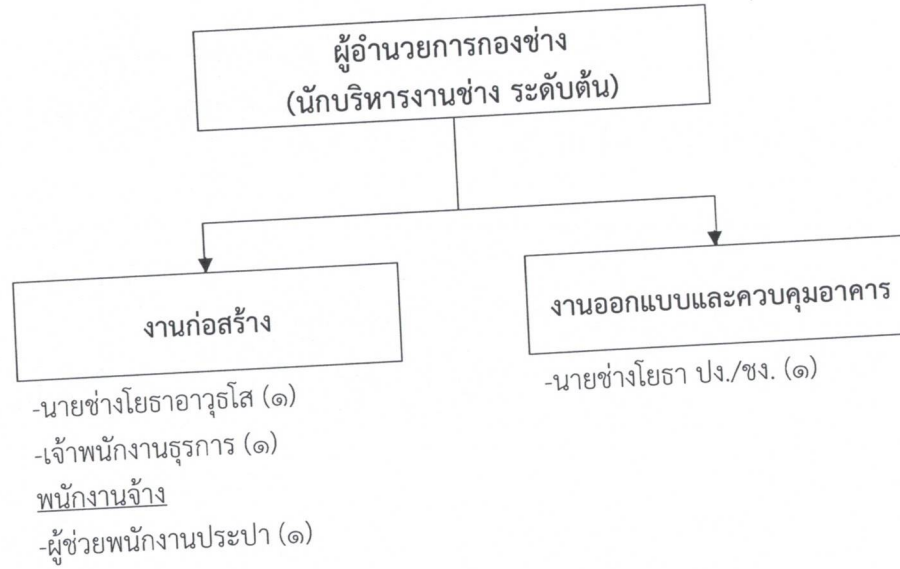 ผู้อำนวยการกองช่าง
(นักบริหารงานช่าง ระดับต้น)
งานก่อสร้าง
-นายช่างโยธาอาวุธโส (๑)
-เจ้าพนักงานธุรการ (๑)
พนักงานจ้าง
-ผู้ช่วยพนักงานประปา (๑)
งานออกแบบและควบคุมอาคาร
-นายช่างโยธา ปง./ชง. (๑)